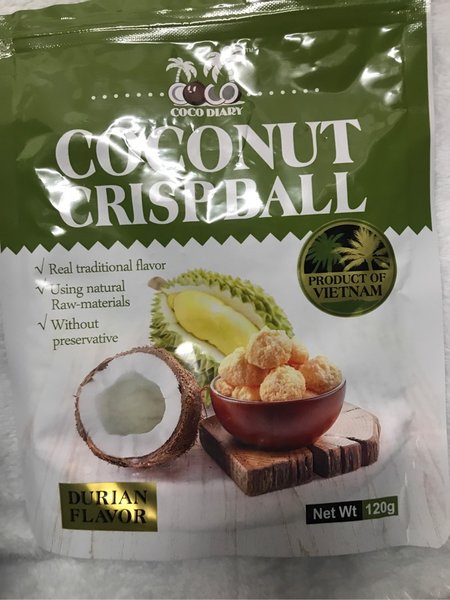 COCO
COCO DIARY
COCONUT
CRISP BALL
√ Real traditional flavor
√ Using natural
Raw-materials
√ Without
preservative
PRODUCT OF
VIETNAM
DURIAN
FLAVOR
Net Wt 120g